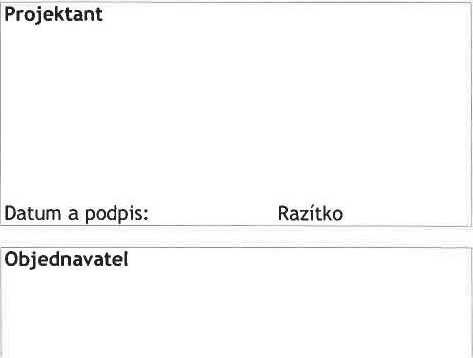 Projektant
Datum a podpis: Razítko
Objednavatel